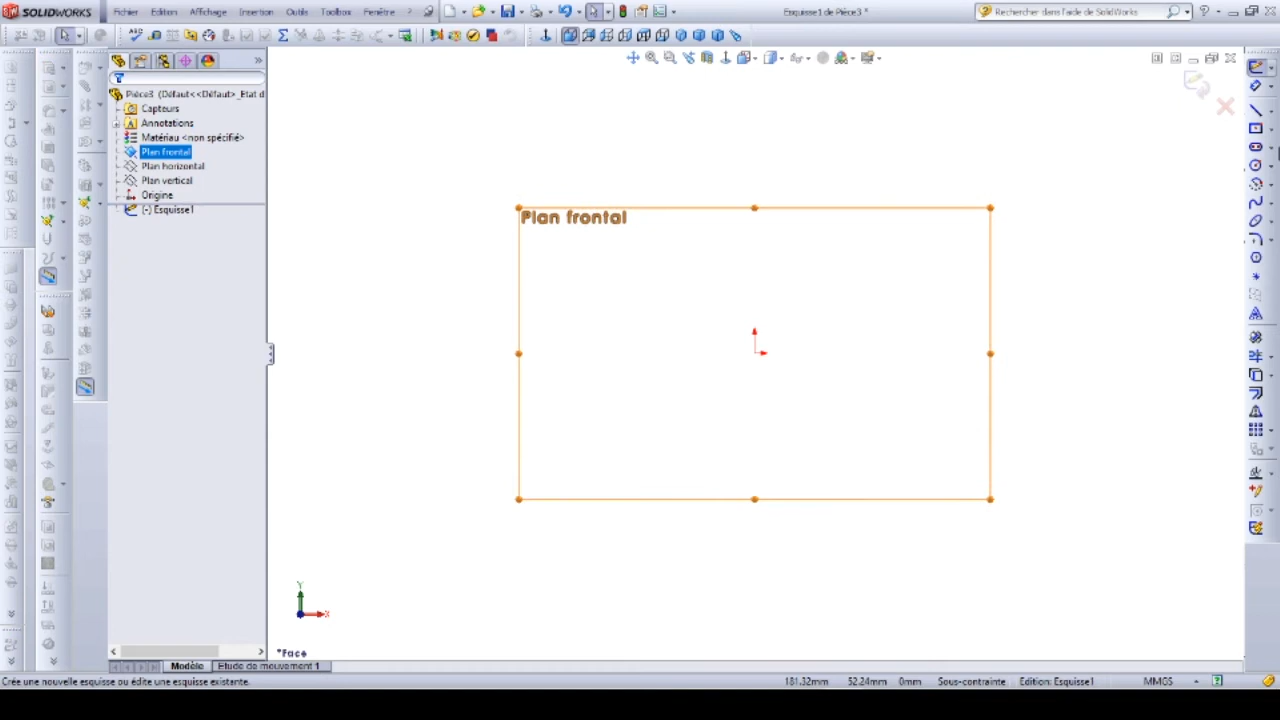 SOLIDWORKS Fichier Edition Affichage Insertion Outils Toolbox Fenêtre ? Esquisse1 de Pièce3 * Rechercher dans l'aide de SolidWorks
Pièce3 (Défaut<<Défaut>_Etat d
Capteurs
Annotations
Matériau <non spécifié>
Plan frontal
Plan horizontal
Plan vertical
Origine
(-) Esquisse1
Plan frontal
Y
X
*Face
Modèle Etude de mouvement 1
Crée une nouvelle esquisse ou édite une esquisse existante. 181.32mm 52.24mm 0mm Sous-contrainte Edition: Esquisse1 MMGS